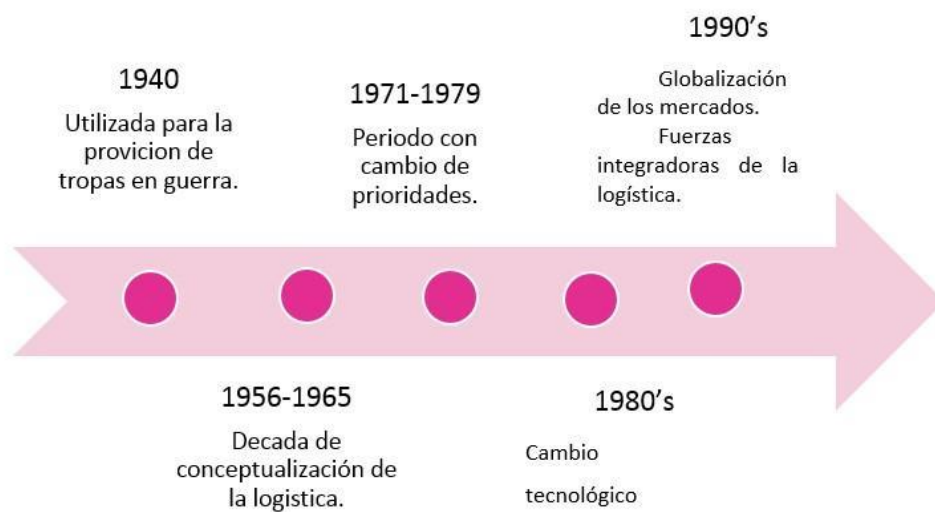 1940
Utilizada para la
provicion de
tropas en guerra.
1956-1965
Decada de
conceptualización de
la logistica.
1971-1979
Periodo con
cambio de
prioridades.
1980’s
Cambio
tecnológico
1990’s
Globalización
de los mercados.
Fuerzas
integradoras de la
logística.